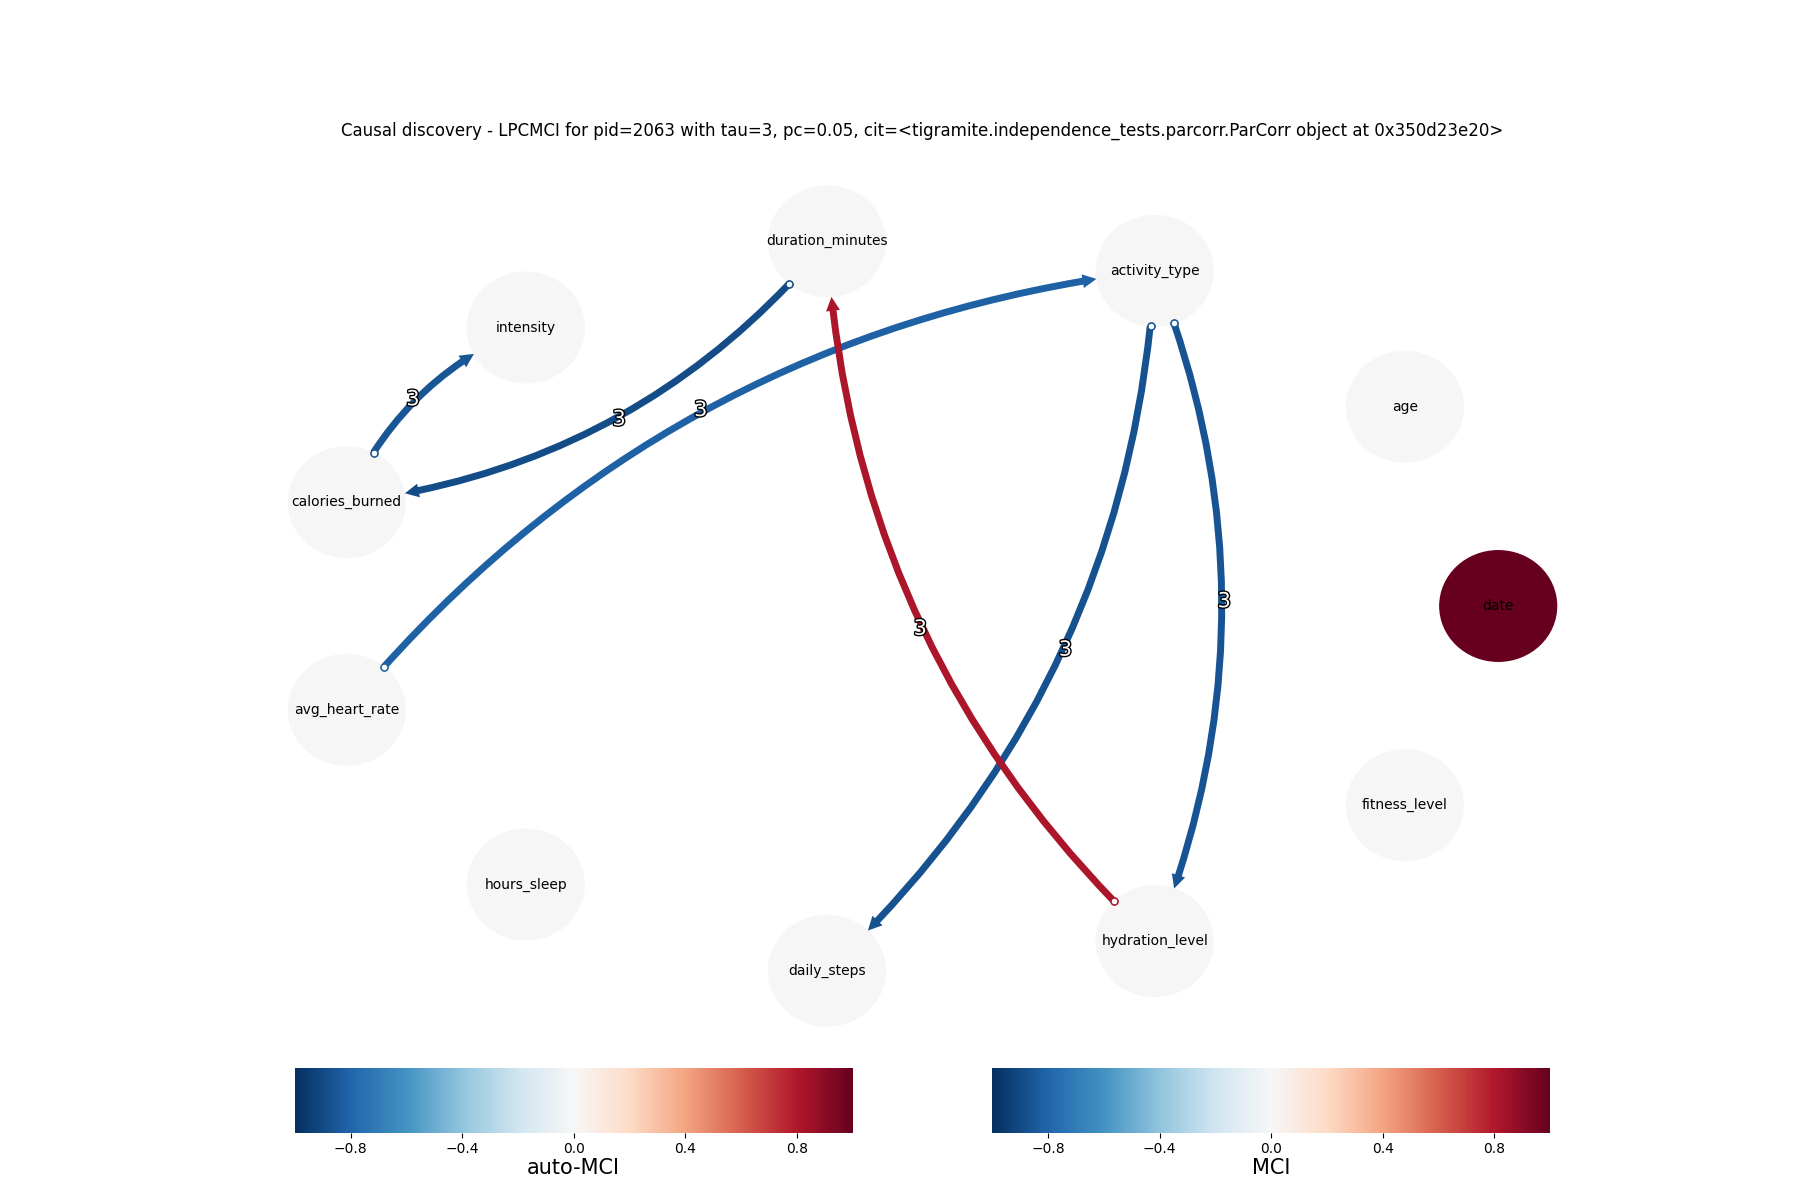 Causal discovery - LPCMCI for pid=2063 with tau=3, pc=0.05, cit=<tigramite.independence_tests.parcorr.ParCorr object at 0x350d23e20>
duration_minutes
activity_type
intensity
3
age
3
3
calories_burned
3
date
3
3
avg_heart_rate
fitness_level
hours_sleep
hydration_level
daily_steps
−0.8 −0.4 0.0 0.4 0.8
auto-MCI
−0.8 −0.4 0.0 0.4 0.8
MCI